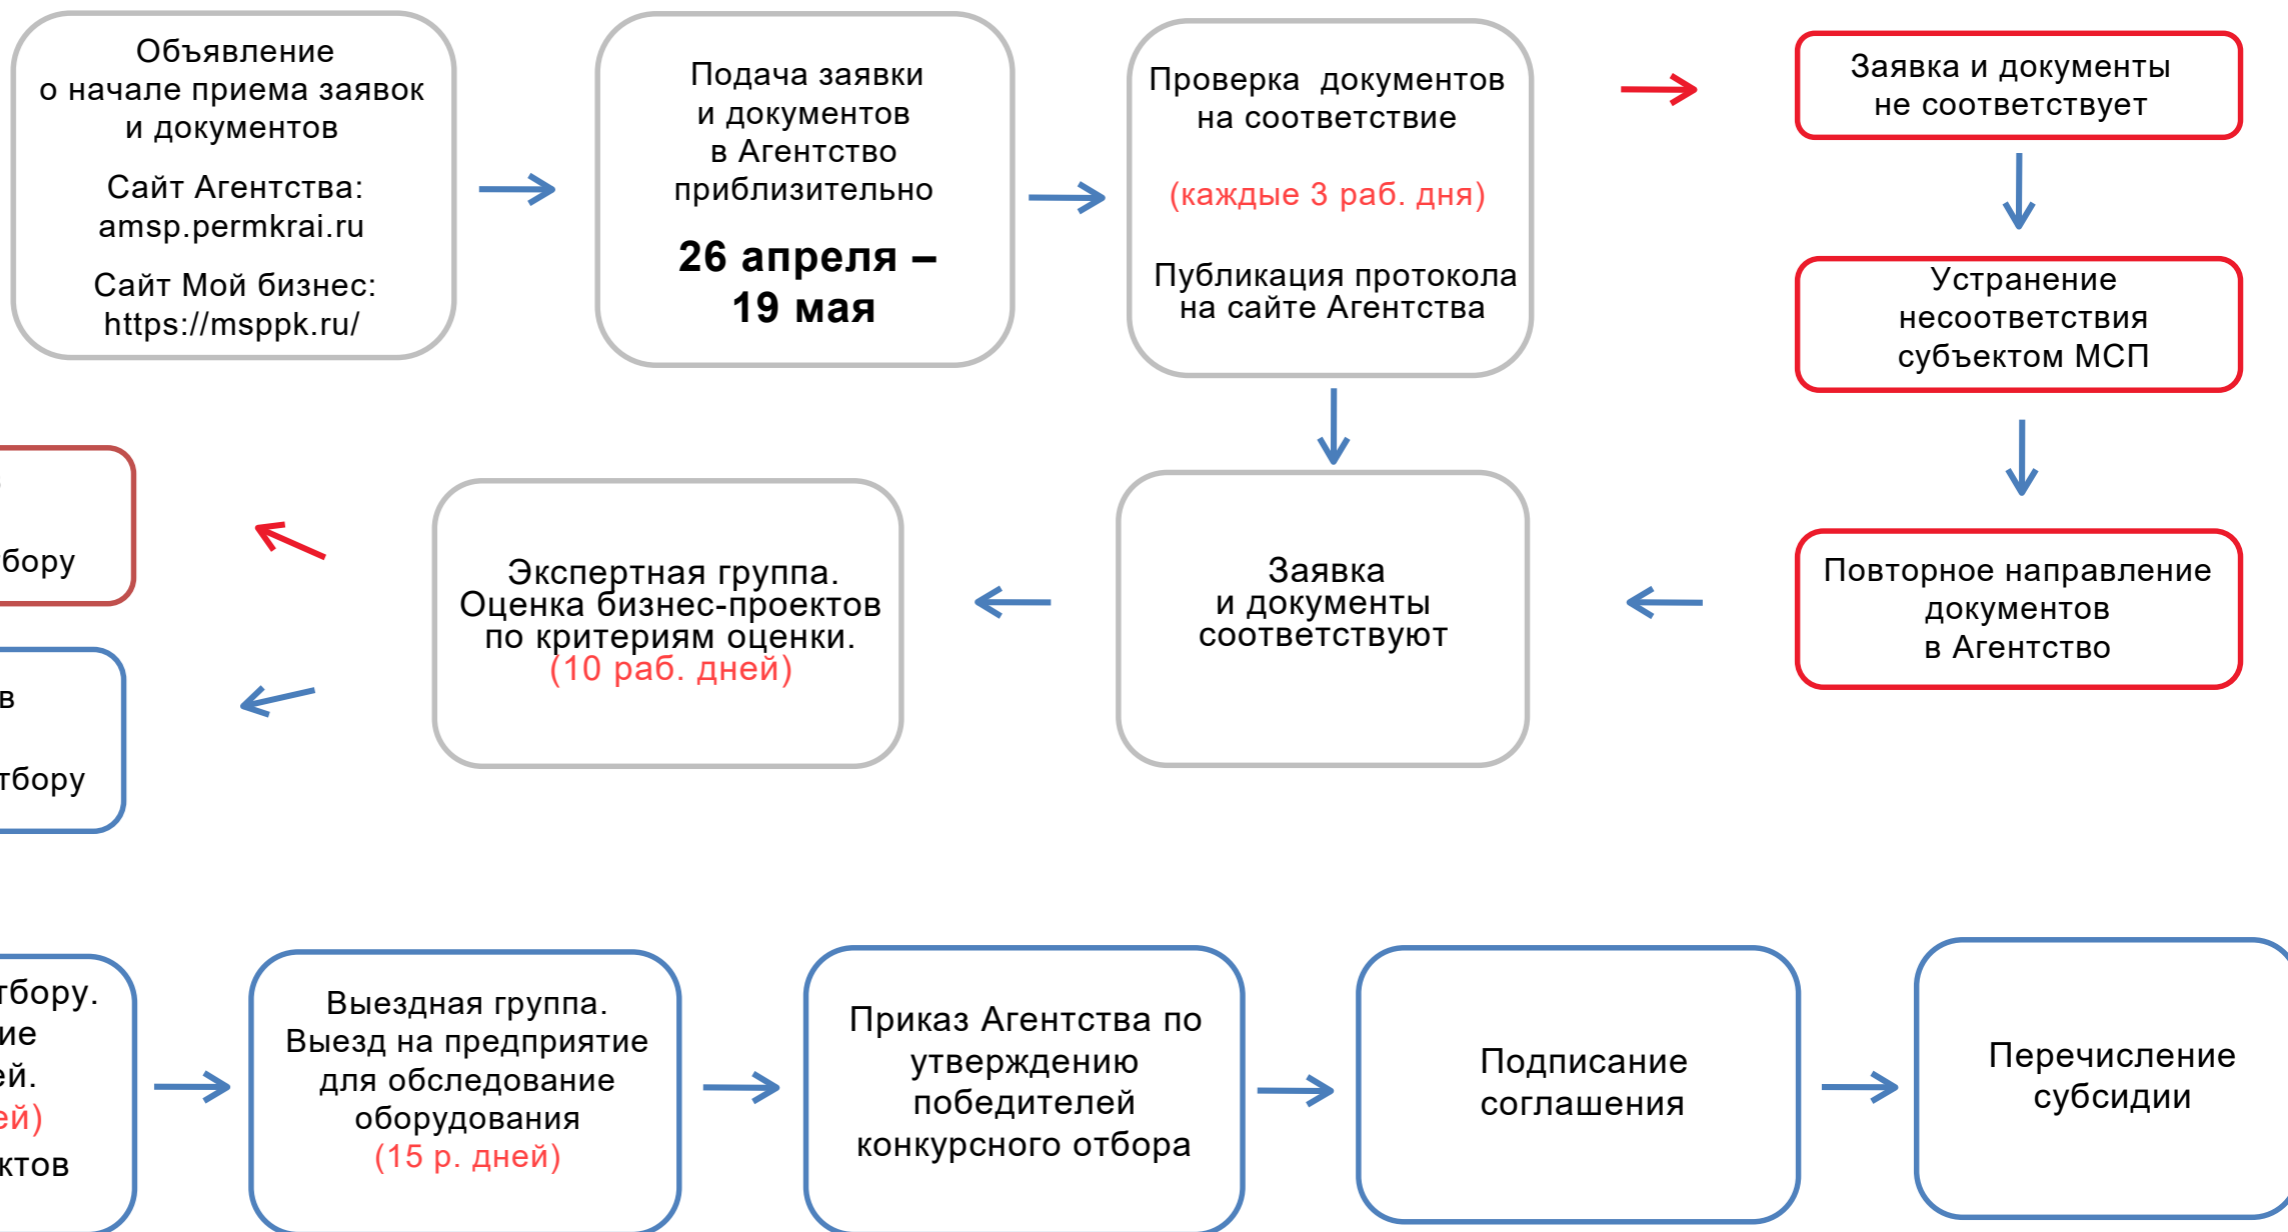 Объявление
о начале приема заявок
и документов
Сайт Агентства:
amsp.permkrai.ru
Сайт Мой бизнес:
https://msppk.ru/
Подача заявки
и документов
в Агентство
приблизительно
26 апреля –
19 мая
Проверка документов
на соответствие
(каждые 3 раб. дня)
Публикация протокола
на сайте Агентства
Заявка и документы
не соответствует
Устранение
несоответствия
субъектом МСП
Повторное направление
документов
в Агентство
Заявка
и документы
соответствуют
Экспертная группа.
Оценка бизнес-проектов
по критериям оценки.
(10 раб. дней)
тбору
в
тбору
тбору.
ие
ей.
ей)
ктов
Выездная группа.
Выезд на предприятие
для обследование
оборудования
(15 р. дней)
Приказ Агентства по
утверждению
победителей
конкурсного отбора
Подписание
соглашения
Перечисление
субсидии